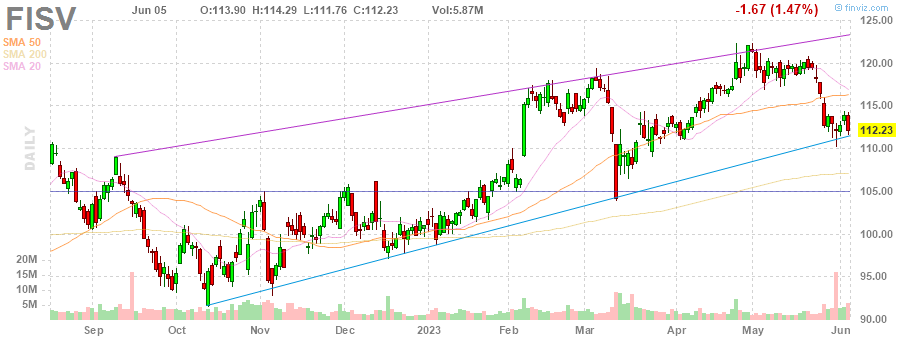 FISV Jun 05 O:113.90 H:114.29 L:111.76 C:112.23 Vol:5.87M -1.67 (1.47%) © finviz.com
SMA 50
SMA 200
SMA 20
DAILY
125.00
120.00
115.00
112.23
110.00
105.00
100.00
95.00
90.00
20M
15M
10M
5M
Sep Oct Nov Dec 2023 Feb Mar Apr May Jun